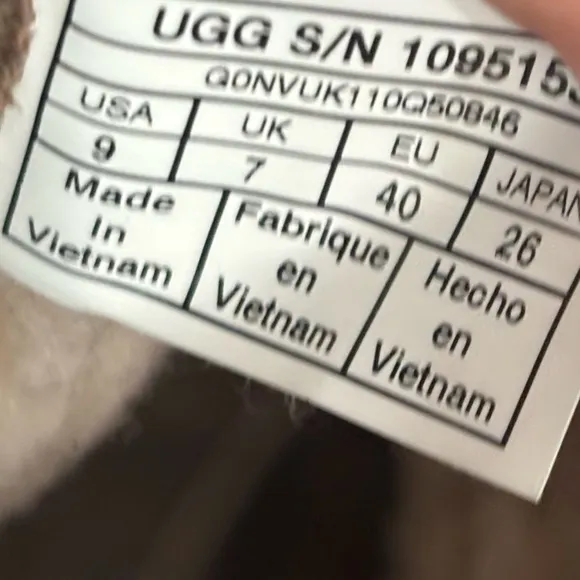 UGG S/N 1095153
G0NVUK110Q50846
USA UK EU JAPAN
9 7 40 26
Made In Vietnam
Fabrique en Vietnam
Hecho en Vietnam